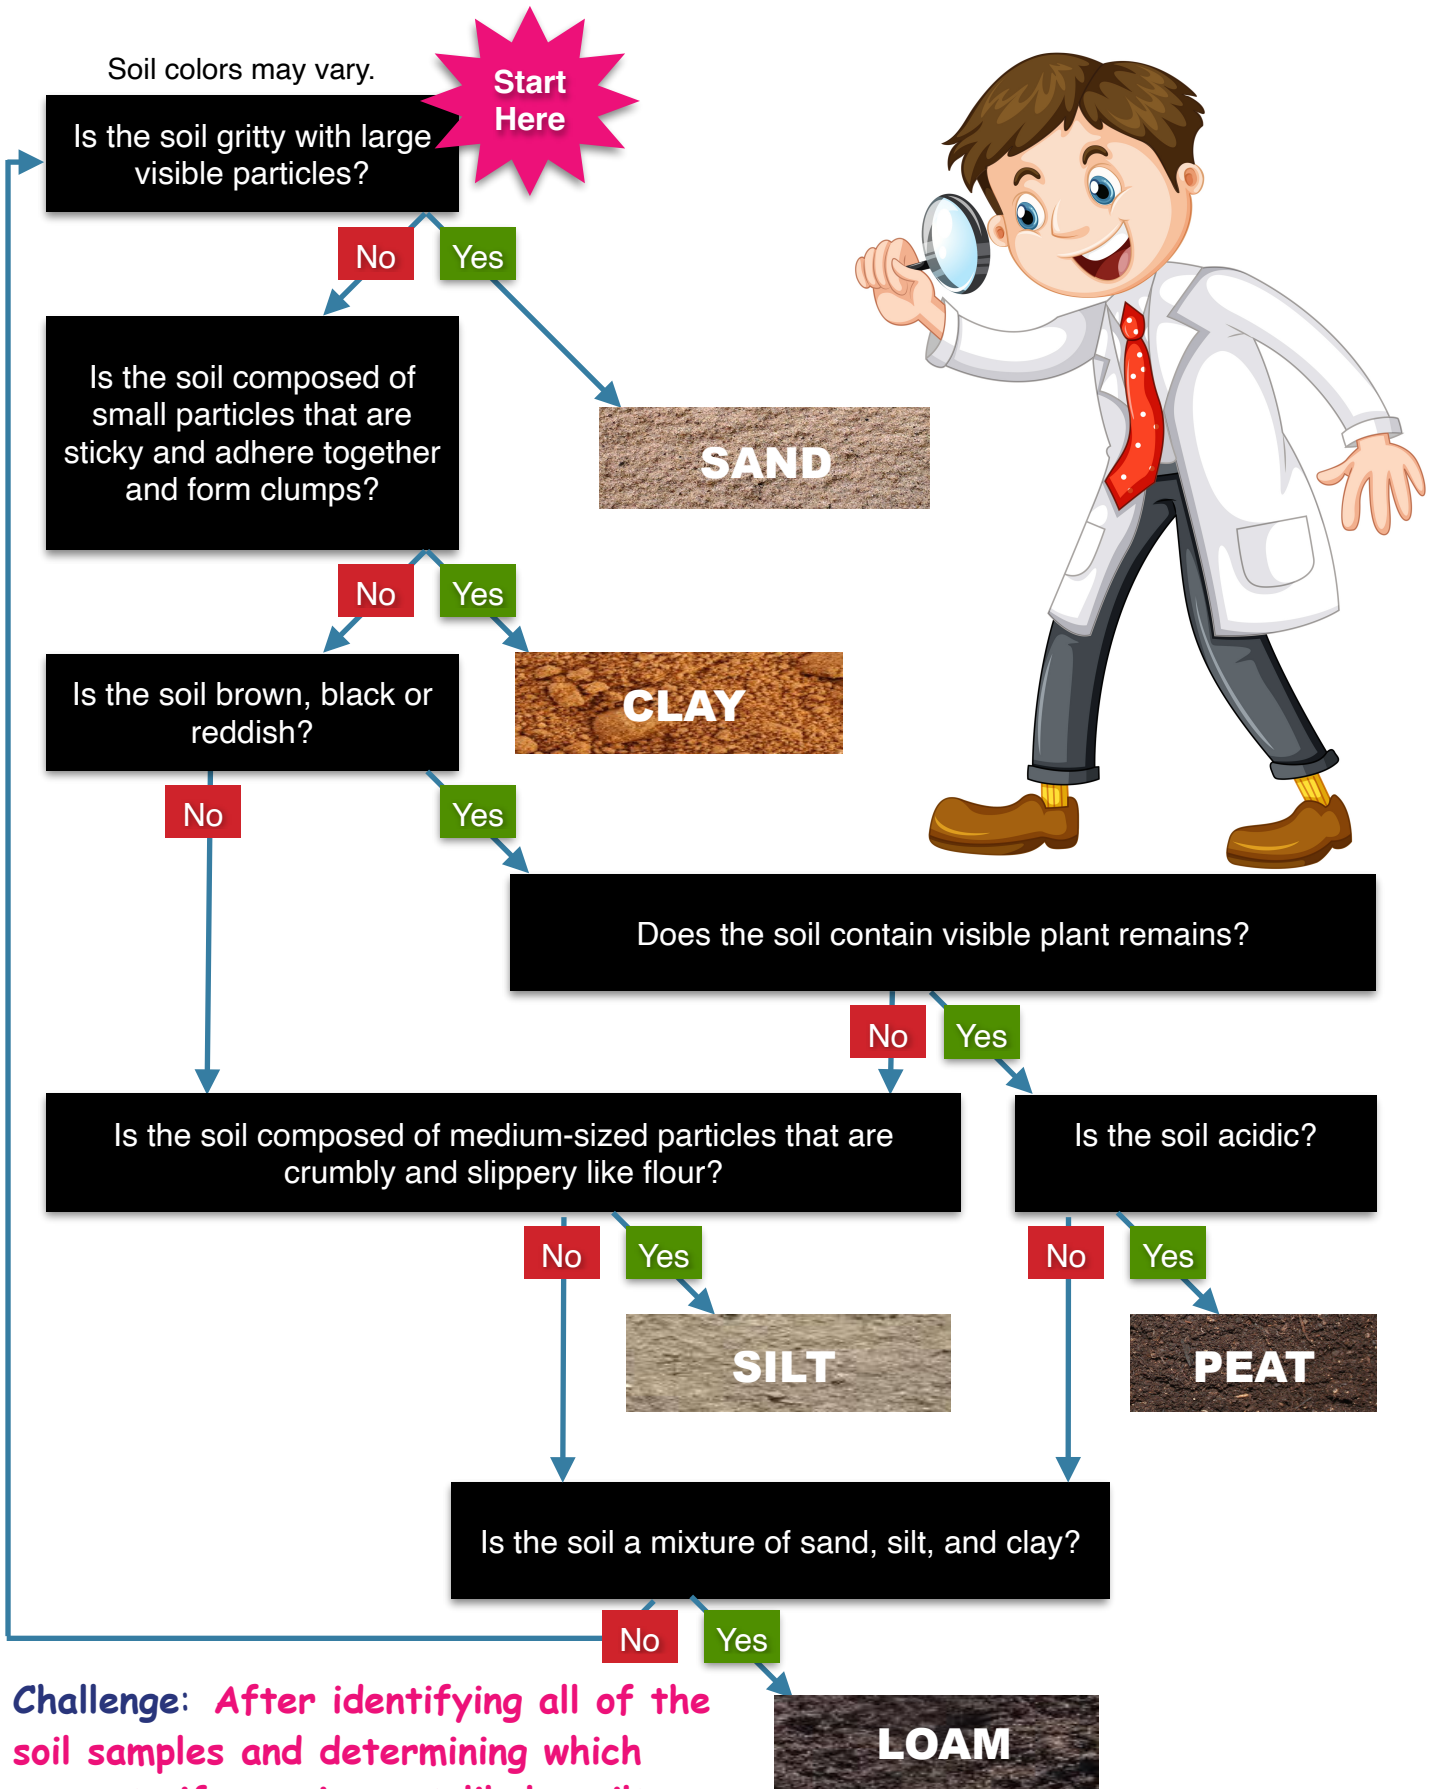 Soil colors may vary.
Start
Here
Is the soil gritty with large
visible particles?
No
Yes
Is the soil composed of
small particles that are
sticky and adhere together
and form clumps?
SAND
No
Yes
Is the soil brown, black or
reddish?
CLAY
No
Yes
Does the soil contain visible plant remains?
No
Yes
Is the soil composed of medium-sized particles that are
crumbly and slippery like flour?
Is the soil acidic?
No
Yes
No
Yes
SILT
PEAT
Is the soil a mixture of sand, silt, and clay?
No
Yes
LOAM
Challenge: After identifying all of the
soil samples and determining which